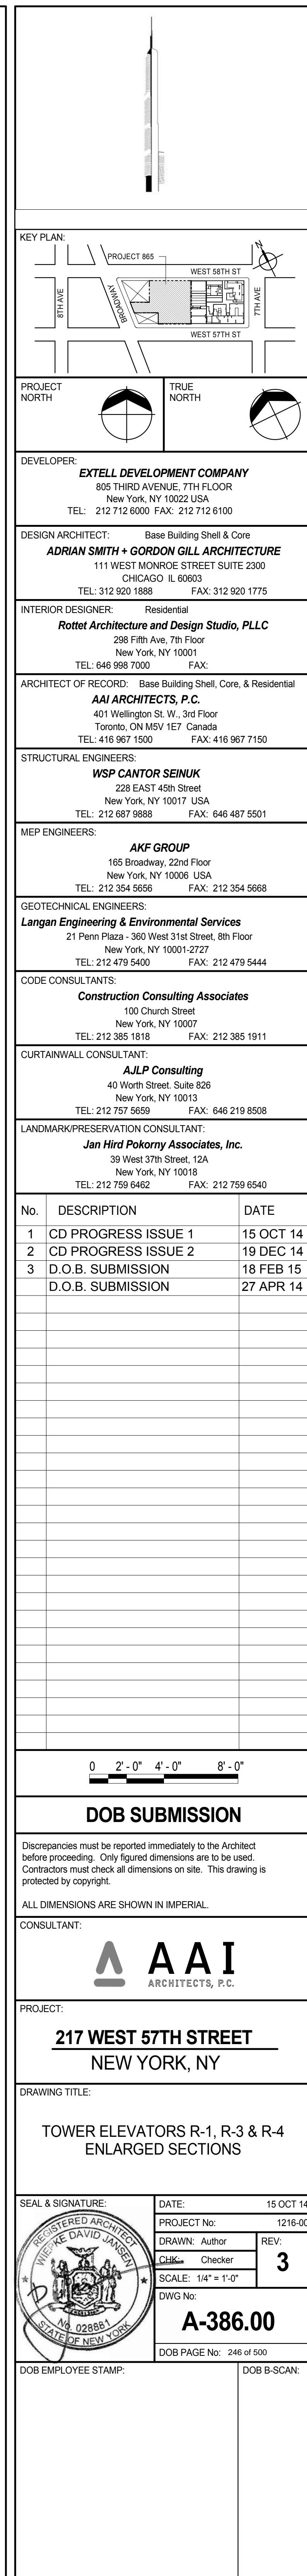 KEY PLAN:
PROJECT 865
N
WEST 58TH ST
8TH AVE
BROADWAY
7TH AVE
WEST 57TH ST
PROJECT
NORTH
TRUE
NORTH
DEVELOPER:
EXTELL DEVELOPMENT COMPANY
805 THIRD AVENUE, 7TH FLOOR
New York, NY 10022 USA
TEL: 212 712 6000 FAX: 212 712 6100
DESIGN ARCHITECT: Base Building Shell & Core
ADRIAN SMITH + GORDON GILL ARCHITECTURE
111 WEST MONROE STREET SUITE 2300
CHICAGO IL 60603
TEL: 312 920 1888 FAX: 312 920 1775
INTERIOR DESIGNER: Residential
Rottet Architecture and Design Studio, PLLC
298 Fifth Ave, 7th Floor
New York, NY 10001
TEL: 646 998 7000 FAX:
ARCHITECT OF RECORD: Base Building Shell, Core, & Residential
AAI ARCHITECTS, P.C.
401 Wellington St. W., 3rd Floor
Toronto, ON M5V 1E7 Canada
TEL: 416 967 1500 FAX: 416 967 7150
STRUCTURAL ENGINEERS:
WSP CANTOR SEINUK
228 EAST 45th Street
New York, NY 10017 USA
TEL: 212 687 9888 FAX: 646 487 5501
MEP ENGINEERS:
AKF GROUP
165 Broadway, 22nd Floor
New York, NY 10006 USA
TEL: 212 354 5656 FAX: 212 354 5668
GEOTECHNICAL ENGINEERS:
Langan Engineering & Environmental Services
21 Penn Plaza - 360 West 31st Street, 8th Floor
New York, NY 10001-2727
TEL: 212 479 5400 FAX: 212 479 5444
CODE CONSULTANTS:
Construction Consulting Associates
100 Church Street
New York, NY 10007
TEL: 212 385 1818 FAX: 212 385 1911
CURTAINWALL CONSULTANT:
AJLP Consulting
40 Worth Street. Suite 826
New York, NY 10013
TEL: 212 757 5659 FAX: 646 219 8508
LANDMARK/PRESERVATION CONSULTANT:
Jan Hird Pokorny Associates, Inc.
39 West 37th Street, 12A
New York, NY 10018
TEL: 212 759 6462 FAX: 212 759 6540
No. DESCRIPTION DATE
1 CD PROGRESS ISSUE 1 15 OCT 14
2 CD PROGRESS ISSUE 2 19 DEC 14
3 D.O.B. SUBMISSION 18 FEB 15
D.O.B. SUBMISSION 27 APR 14
0 2' - 0" 4' - 0" 8' - 0"
DOB SUBMISSION
Discrepancies must be reported immediately to the Architect
before proceeding. Only figured dimensions are to be used.
Contractors must check all dimensions on site. This drawing is
protected by copyright.
ALL DIMENSIONS ARE SHOWN IN IMPERIAL.
CONSULTANT:
AAI
ARCHITECTS, P.C.
PROJECT:
217 WEST 57TH STREET
NEW YORK, NY
DRAWING TITLE:
TOWER ELEVATORS R-1, R-3 & R-4
ENLARGED SECTIONS
SEAL & SIGNATURE:
REGISTERED ARCHITECT
WIEPKE DAVID JANSEN
No. 028881
STATE OF NEW YORK
DATE: 15 OCT 14
PROJECT No: 1216-00
DRAWN: Author
CHK: Checker
SCALE: 1/4" = 1'-0"
REV:
3
DWG No:
A-386.00
DOB PAGE No: 246 of 500
DOB EMPLOYEE STAMP:
DOB B-SCAN: